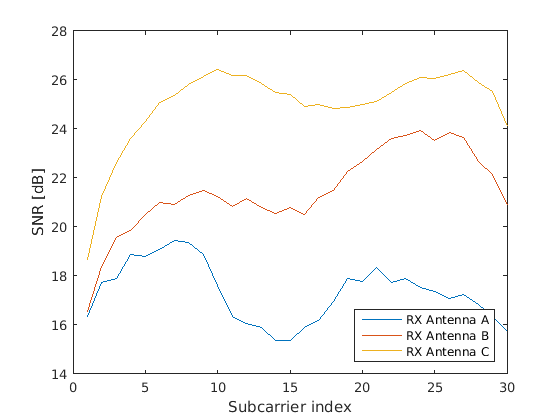 28
26
24
22
20
18
16
14
SNR [dB]
RX Antenna A
RX Antenna B
RX Antenna C
0 5 10 15 20 25 30
Subcarrier index